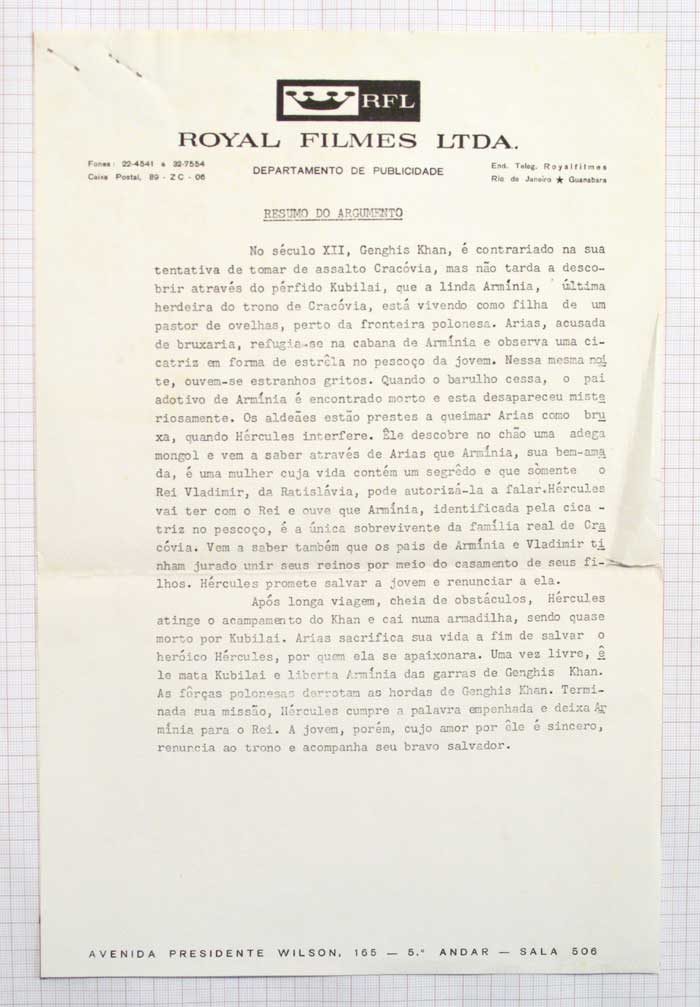 RFL
ROYAL FILMES LTDA.
Fones: 22-4541 e 32-7554
Caixa Postal, 89 - ZC - 06
DEPARTAMENTO DE PUBLICIDADE
End. Teleg. Royalfilmes
Rio de Janeiro ★ Guanabara
RESUMO DO ARGUMENTO
No século XII, Genghis Khan, é contrariado na sua
tentativa de tomar de assalto Cracóvia, mas não tarda a desco-
brir através do pérfido Kubilai, que a linda Armínia, última
herdeira do trono de Cracóvia, está vivendo como filha de um
pastor de ovelhas, perto da fronteira polonesa. Arias, acusada
de bruxaria, refugia-se na cabana de Armínia e observa uma ci-
catriz em forma de estrêla no pescoço da jovem. Nessa mesma noi
te, ouvem-se estranhos gritos. Quando o barulho cessa, o pai
adotivo de Armínia é encontrado morto e esta desapareceu miste
riosamente. Os aldeães estão prestes a queimar Arias como bru
xa, quando Hércules interfere. Êle descobre no chão uma adega
mongol e vem a saber através de Arias que Armínia, sua bem-ama
da, é uma mulher cuja vida contém um segrêdo e que sòmente o
Rei Vladimir, da Ratislávia, pode autorizá-la a falar.Hércules
vai ter com o Rei e ouve que Armínia, identificada pela cica -
triz no pescoço, é a única sobrevivente da família real de Cra
cóvia. Vem a saber também que os pais de Armínia e Vladimir ti
nham jurado unir seus reinos por meio do casamento de seus fi-
lhos. Hércules promete salvar a jovem e renunciar a ela.
Após longa viagem, cheia de obstáculos, Hércules
atinge o acampamento do Khan e cai numa armadilha, sendo quase
morto por Kubilai. Arias sacrifica sua vida a fim de salvar o
heróico Hércules, por quem ela se apaixonara. Uma vez livre, ê
le mata Kubilai e liberta Armínia das garras de Genghis Khan.
As fôrças polonesas derrotam as hordas de Genghis Khan. Termi-
nada sua missão, Hércules cumpre a palavra empenhada e deixa Ar
mínia para o Rei. A jovem, porém, cujo amor por êle é sincero,
renuncia ao trono e acompanha seu bravo salvador.
AVENIDA PRESIDENTE WILSON, 165 — 5.º ANDAR — SALA 506